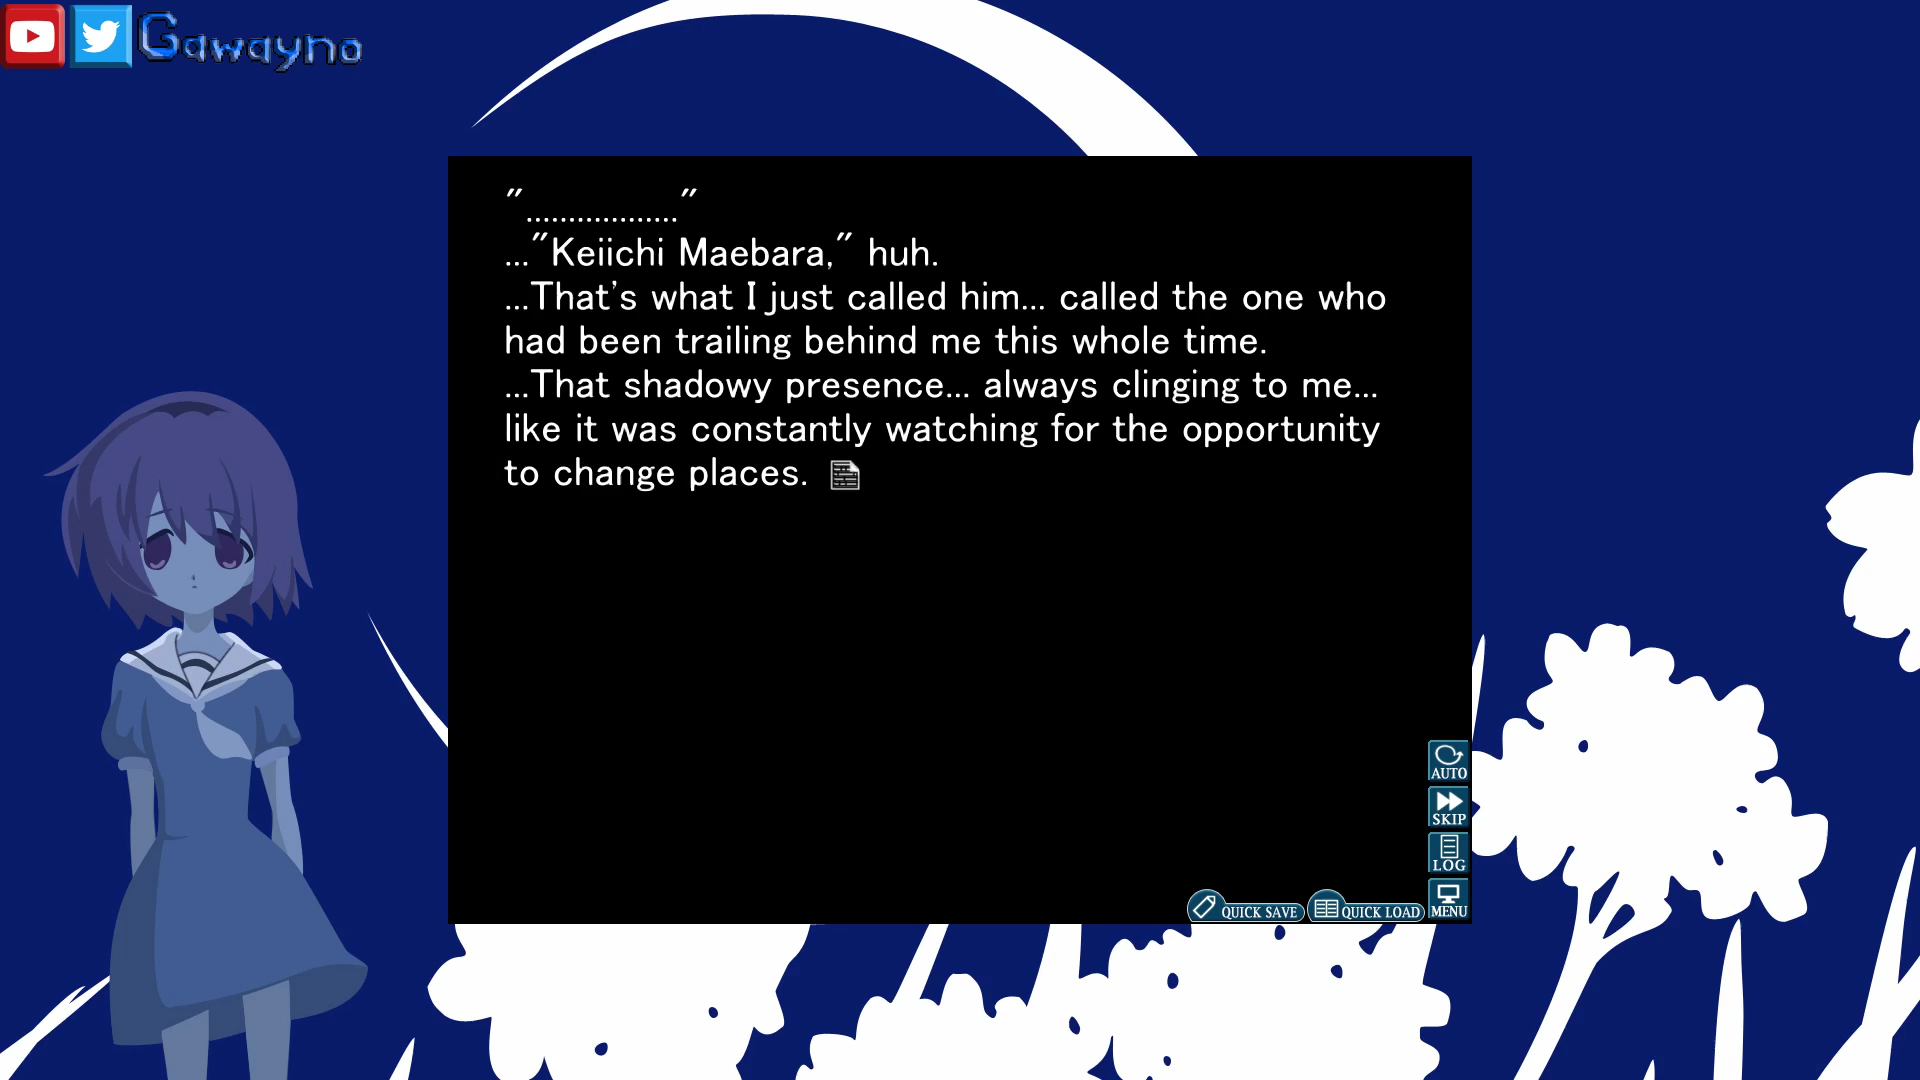 Gawayno
".................."
..."Keiichi Maebara," huh.
...That's what I just called him... called the one who
had been trailing behind me this whole time.
...That shadowy presence... always clinging to me...
like it was constantly watching for the opportunity
to change places.
AUTO
SKIP
LOG
MENU
QUICK SAVE
QUICK LOAD